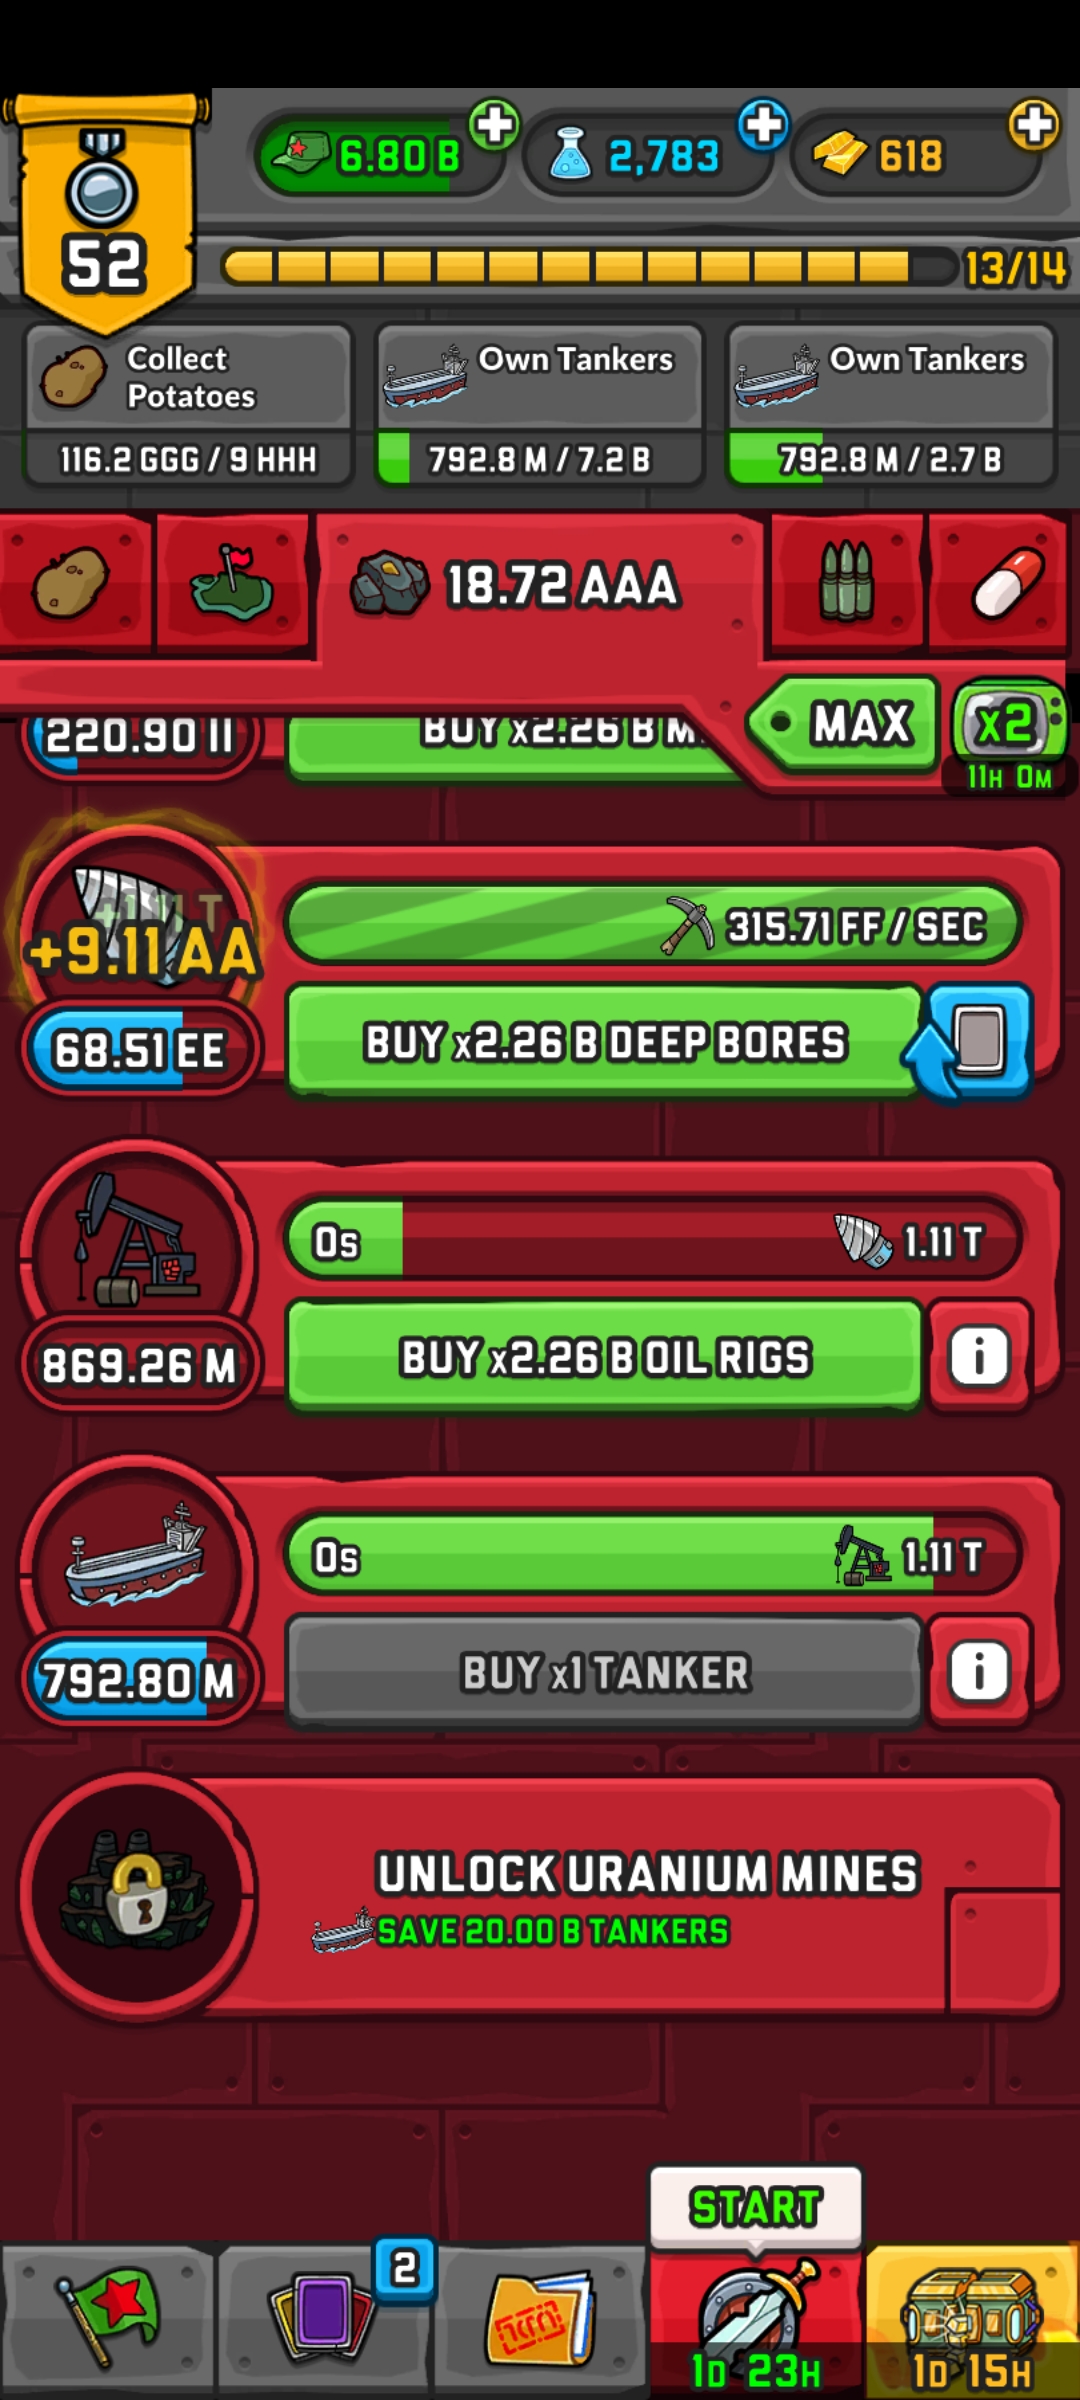 6.80 B
2,783
618
52
13/14
Collect
Potatoes
116.2 GGG / 9 HHH
Own Tankers
792.8 M / 7.2 B
Own Tankers
792.8 M / 2.7 B
18.72 AAA
MAX
x2
11H 0M
220.90 II
BUY x2.26 B M
+1.11 T
+9.11 AA
68.51 EE
315.71 FF / SEC
BUY x2.26 B DEEP BORES
0s
1.11 T
869.26 M
BUY x2.26 B OIL RIGS
i
0s
1.11 T
792.80 M
BUY x1 TANKER
i
UNLOCK URANIUM MINES
SAVE 20.00 B TANKERS
START
2
1D 23H
1D 15H